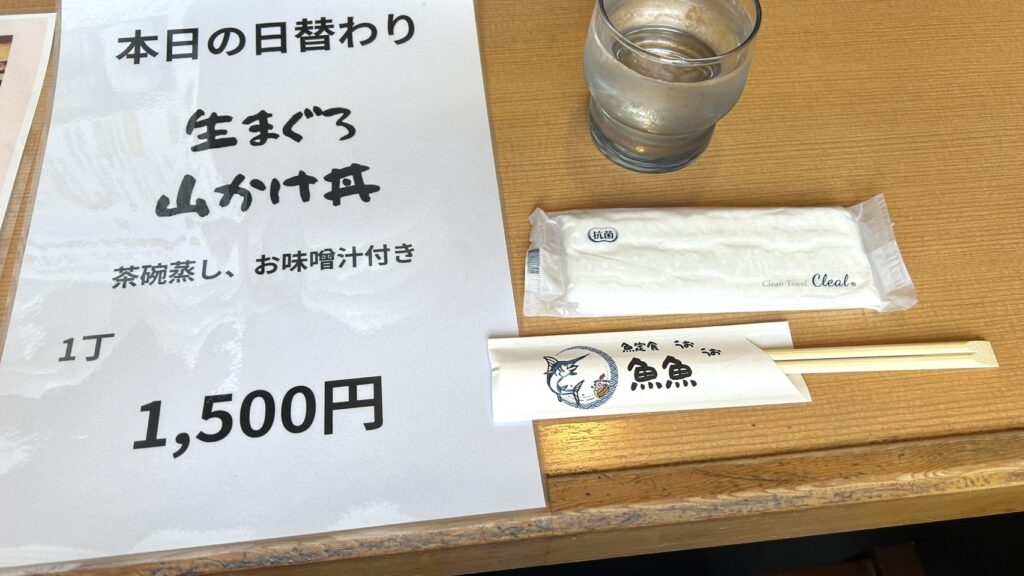 本日の日替わり
生まぐろ
山かけ丼
茶碗蒸し、お味噌汁付き
1丁
1,500円
抗菌
Clean Towel Cleal
魚定食 うおうお
魚魚